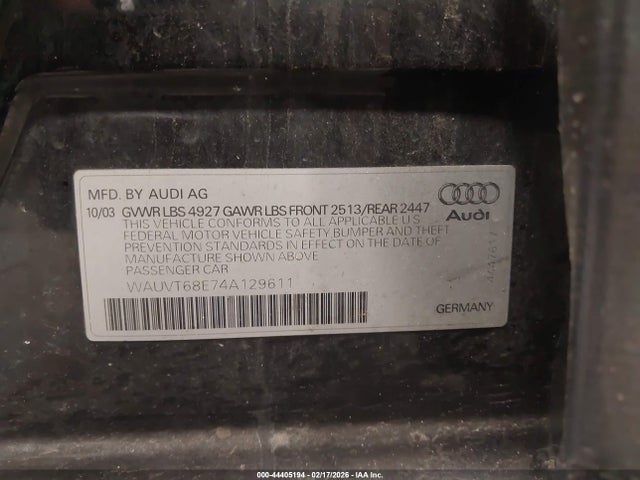 MFD. BY AUDI AG
10/03 GVWR LBS 4927 GAWR LBS FRONT 2513/REAR 2447
THIS VEHICLE CONFORMS TO ALL APPLICABLE U.S.
FEDERAL MOTOR VEHICLE SAFETY, BUMPER AND THEFT
PREVENTION STANDARDS IN EFFECT ON THE DATE OF
MANUFACTURE SHOWN ABOVE
PASSENGER CAR
WAUVT68E74A129611
Audi
GERMANY
000-44405194 - 02/17/2026 - IAA Inc.